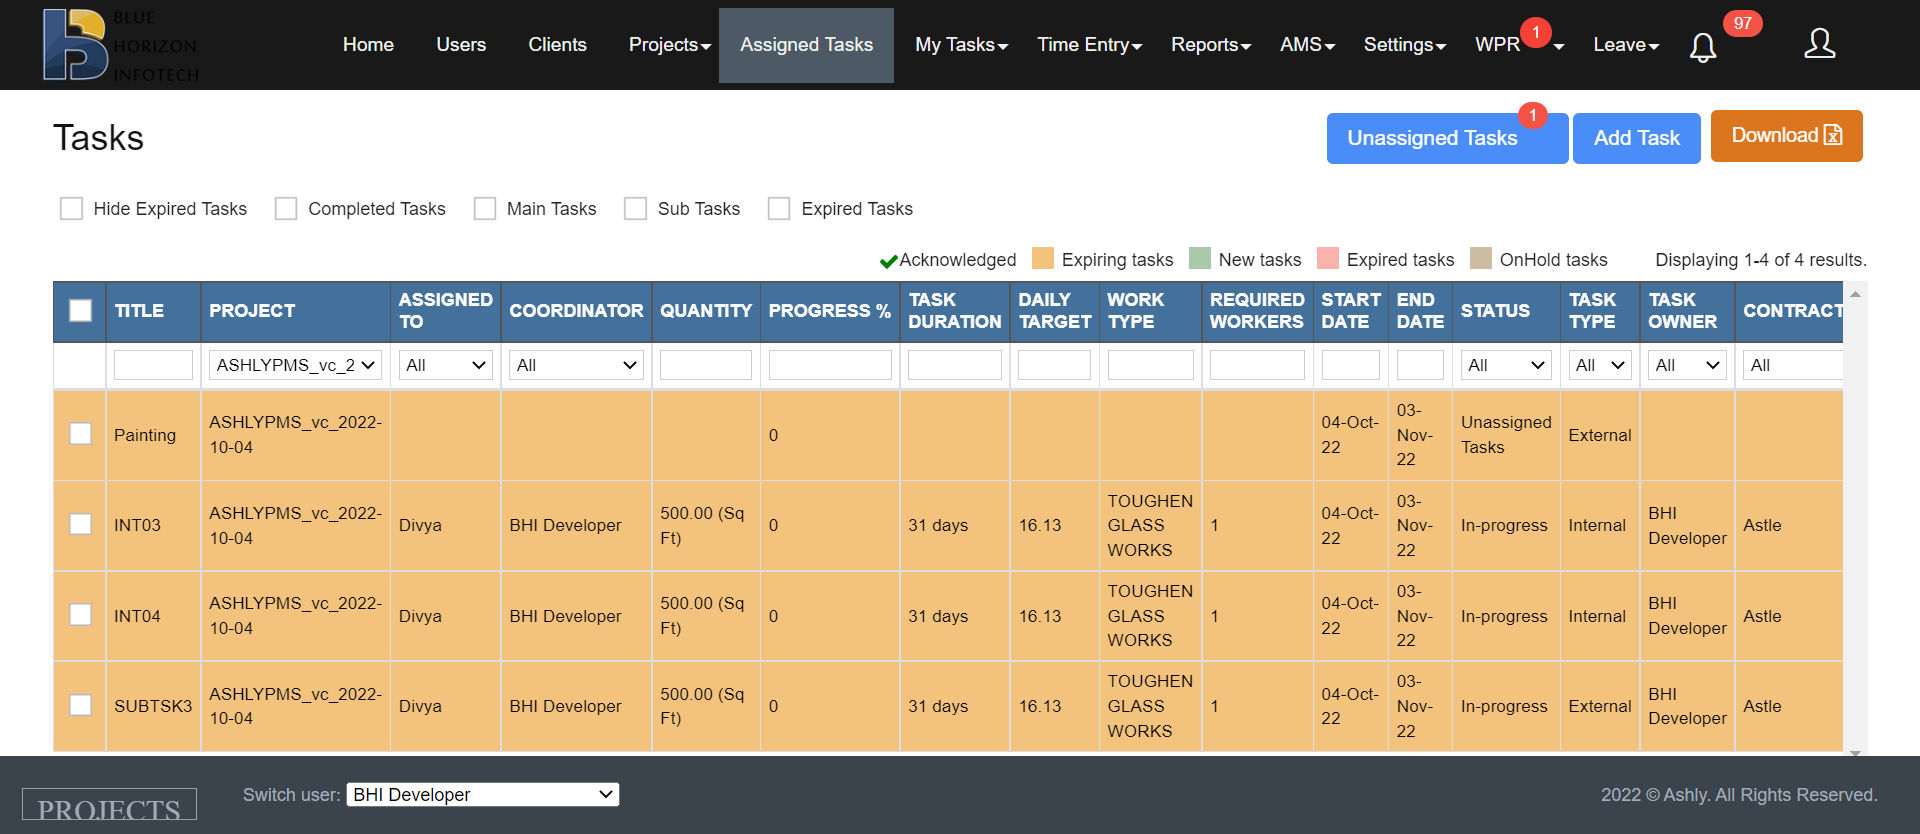 BLUE
HORIZON
INFOTECH
Home Users Clients Projects Assigned Tasks My Tasks Time Entry Reports AMS Settings WPR 1 Leave 97
Tasks
Unassigned Tasks 1 Add Task Download
Hide Expired Tasks Completed Tasks Main Tasks Sub Tasks Expired Tasks
Acknowledged Expiring tasks New tasks Expired tasks OnHold tasks Displaying 1-4 of 4 results.
TITLE PROJECT ASSIGNED TO COORDINATOR QUANTITY PROGRESS % TASK DURATION DAILY TARGET WORK TYPE REQUIRED WORKERS START DATE END DATE STATUS TASK TYPE TASK OWNER CONTRACT
ASHLYPMS_vc_2 All All All All All All
Painting ASHLYPMS_vc_2022-10-04 0 04-Oct-22 03-Nov-22 Unassigned Tasks External
INT03 ASHLYPMS_vc_2022-10-04 Divya BHI Developer 500.00 (Sq Ft) 0 31 days 16.13 TOUGHEN GLASS WORKS 1 04-Oct-22 03-Nov-22 In-progress Internal BHI Developer Astle
INT04 ASHLYPMS_vc_2022-10-04 Divya BHI Developer 500.00 (Sq Ft) 0 31 days 16.13 TOUGHEN GLASS WORKS 1 04-Oct-22 03-Nov-22 In-progress Internal BHI Developer Astle
SUBTSK3 ASHLYPMS_vc_2022-10-04 Divya BHI Developer 500.00 (Sq Ft) 0 31 days 16.13 TOUGHEN GLASS WORKS 1 04-Oct-22 03-Nov-22 In-progress External BHI Developer Astle
PROJECTS Switch user: BHI Developer 2022 © Ashly. All Rights Reserved.